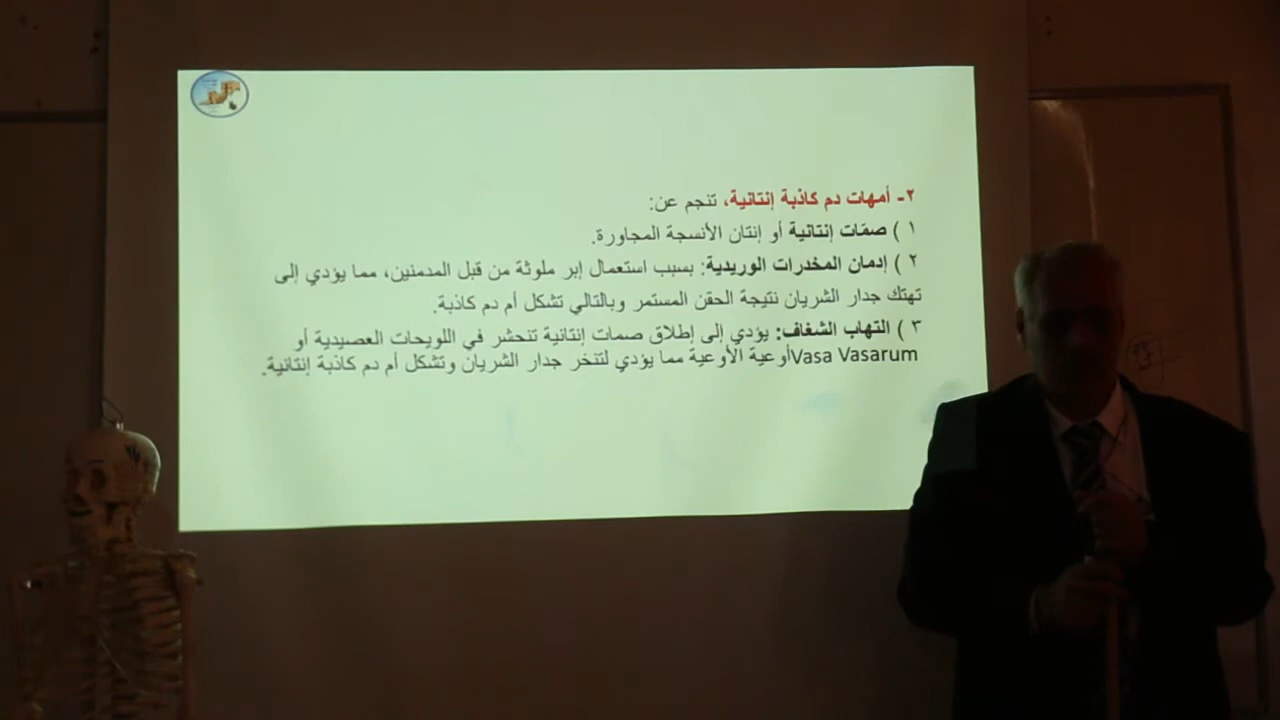 ٢- أمهات دم كاذبة إنتانية، تنجم عن:
١ ) صمّات إنتانية أو إنتان الأنسجة المجاورة.
٢ ) إدمان المخدرات الوريدية: بسبب استعمال إبر ملوثة من قبل المدمنين، مما يؤدي إلى
تهتك جدار الشريان نتيجة الحقن المستمر وبالتالي تشكل أم دم كاذبة.
٣ ) التهاب الشغاف: يؤدي إلى إطلاق صمات إنتانية تنحشر في اللويحات العصيدية أو
Vasa Vasarumأوعية الأوعية مما يؤدي لتنخر جدار الشريان وتشكل أم دم كاذبة إنتانية.